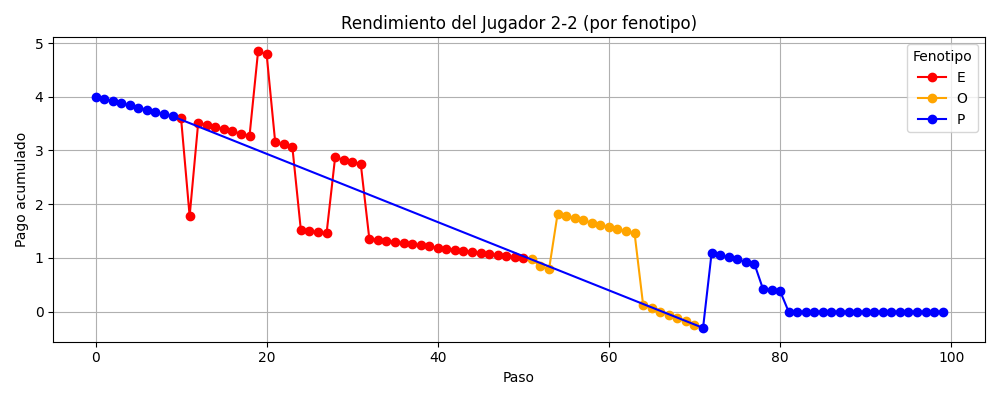 Rendimiento del Jugador 2-2 (por fenotipo)
Pago acumulado
5
4
3
2
1
0
Fenotipo
E
O
P
0
20
40
60
80
100
Paso